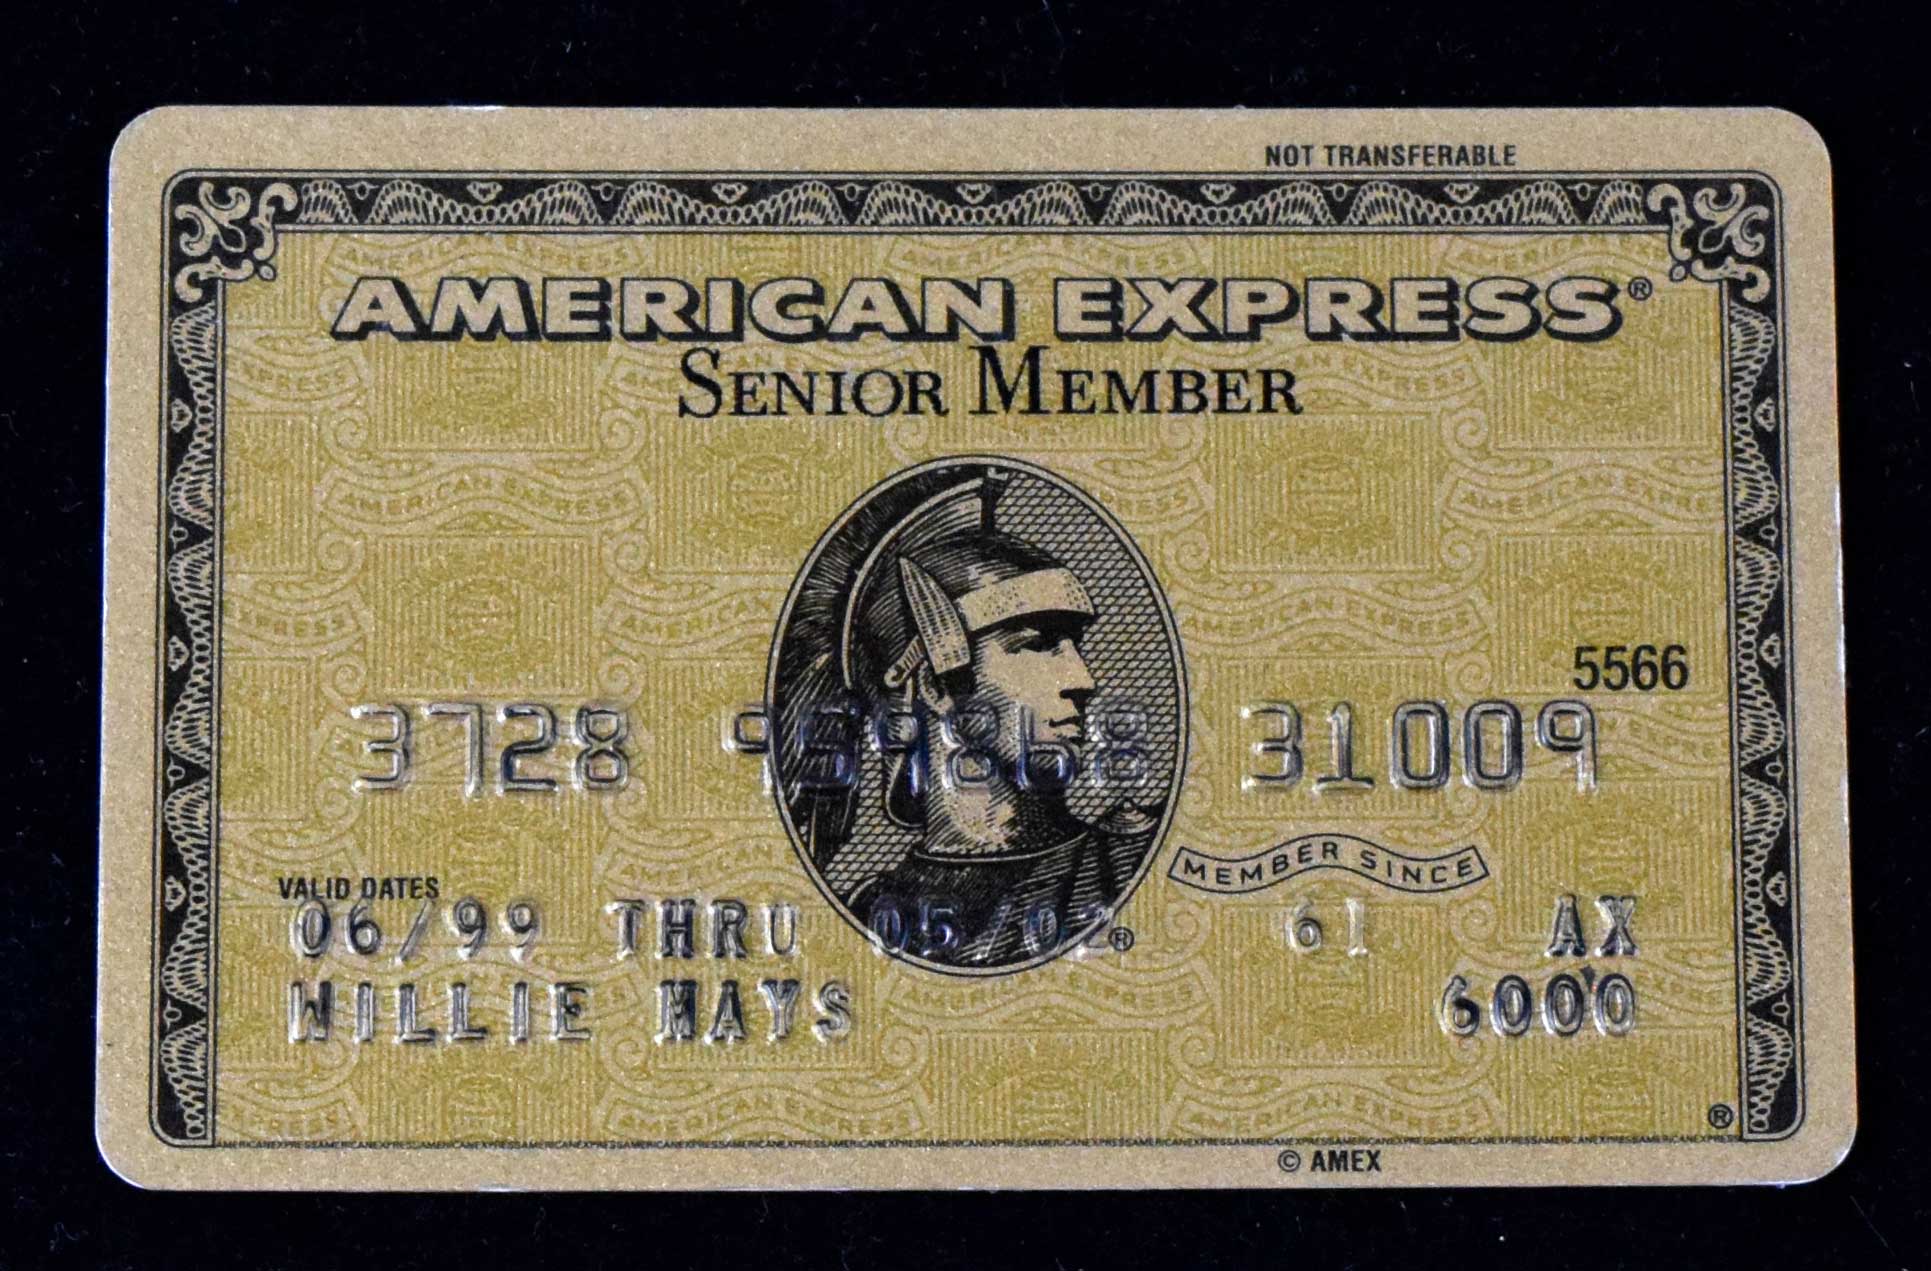 NOT TRANSFERABLE
AMERICAN EXPRESS®
SENIOR MEMBER
5566
3728 959868 31009
MEMBER SINCE
VALID DATES
06/99 THRU 05/02 ® 61 AX
WILLIE MAYS 6000
®
© AMEX